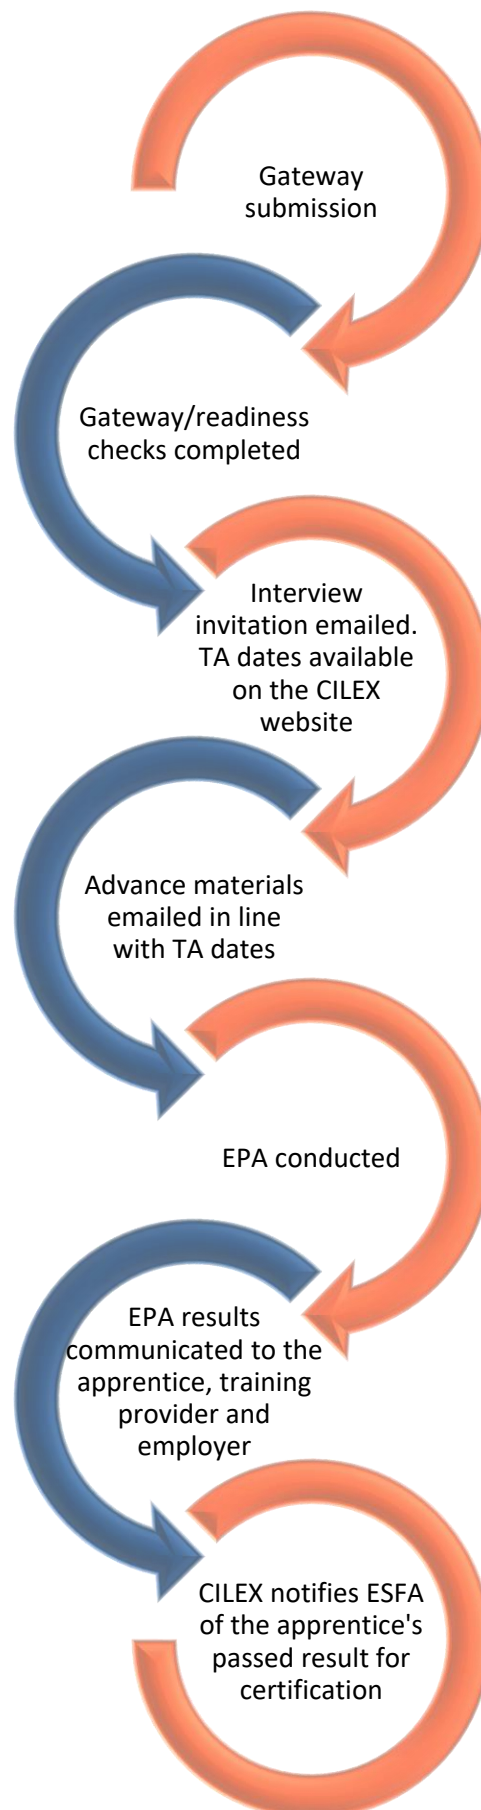 Gateway
submission
Gateway/readiness
checks completed
Interview
invitation emailed.
TA dates available
on the CILEX
website
Advance materials
emailed in line
with TA dates
EPA conducted
EPA results
communicated to the
apprentice, training
provider and
employer
CILEX notifies ESFA
of the apprentice's
passed result for
certification